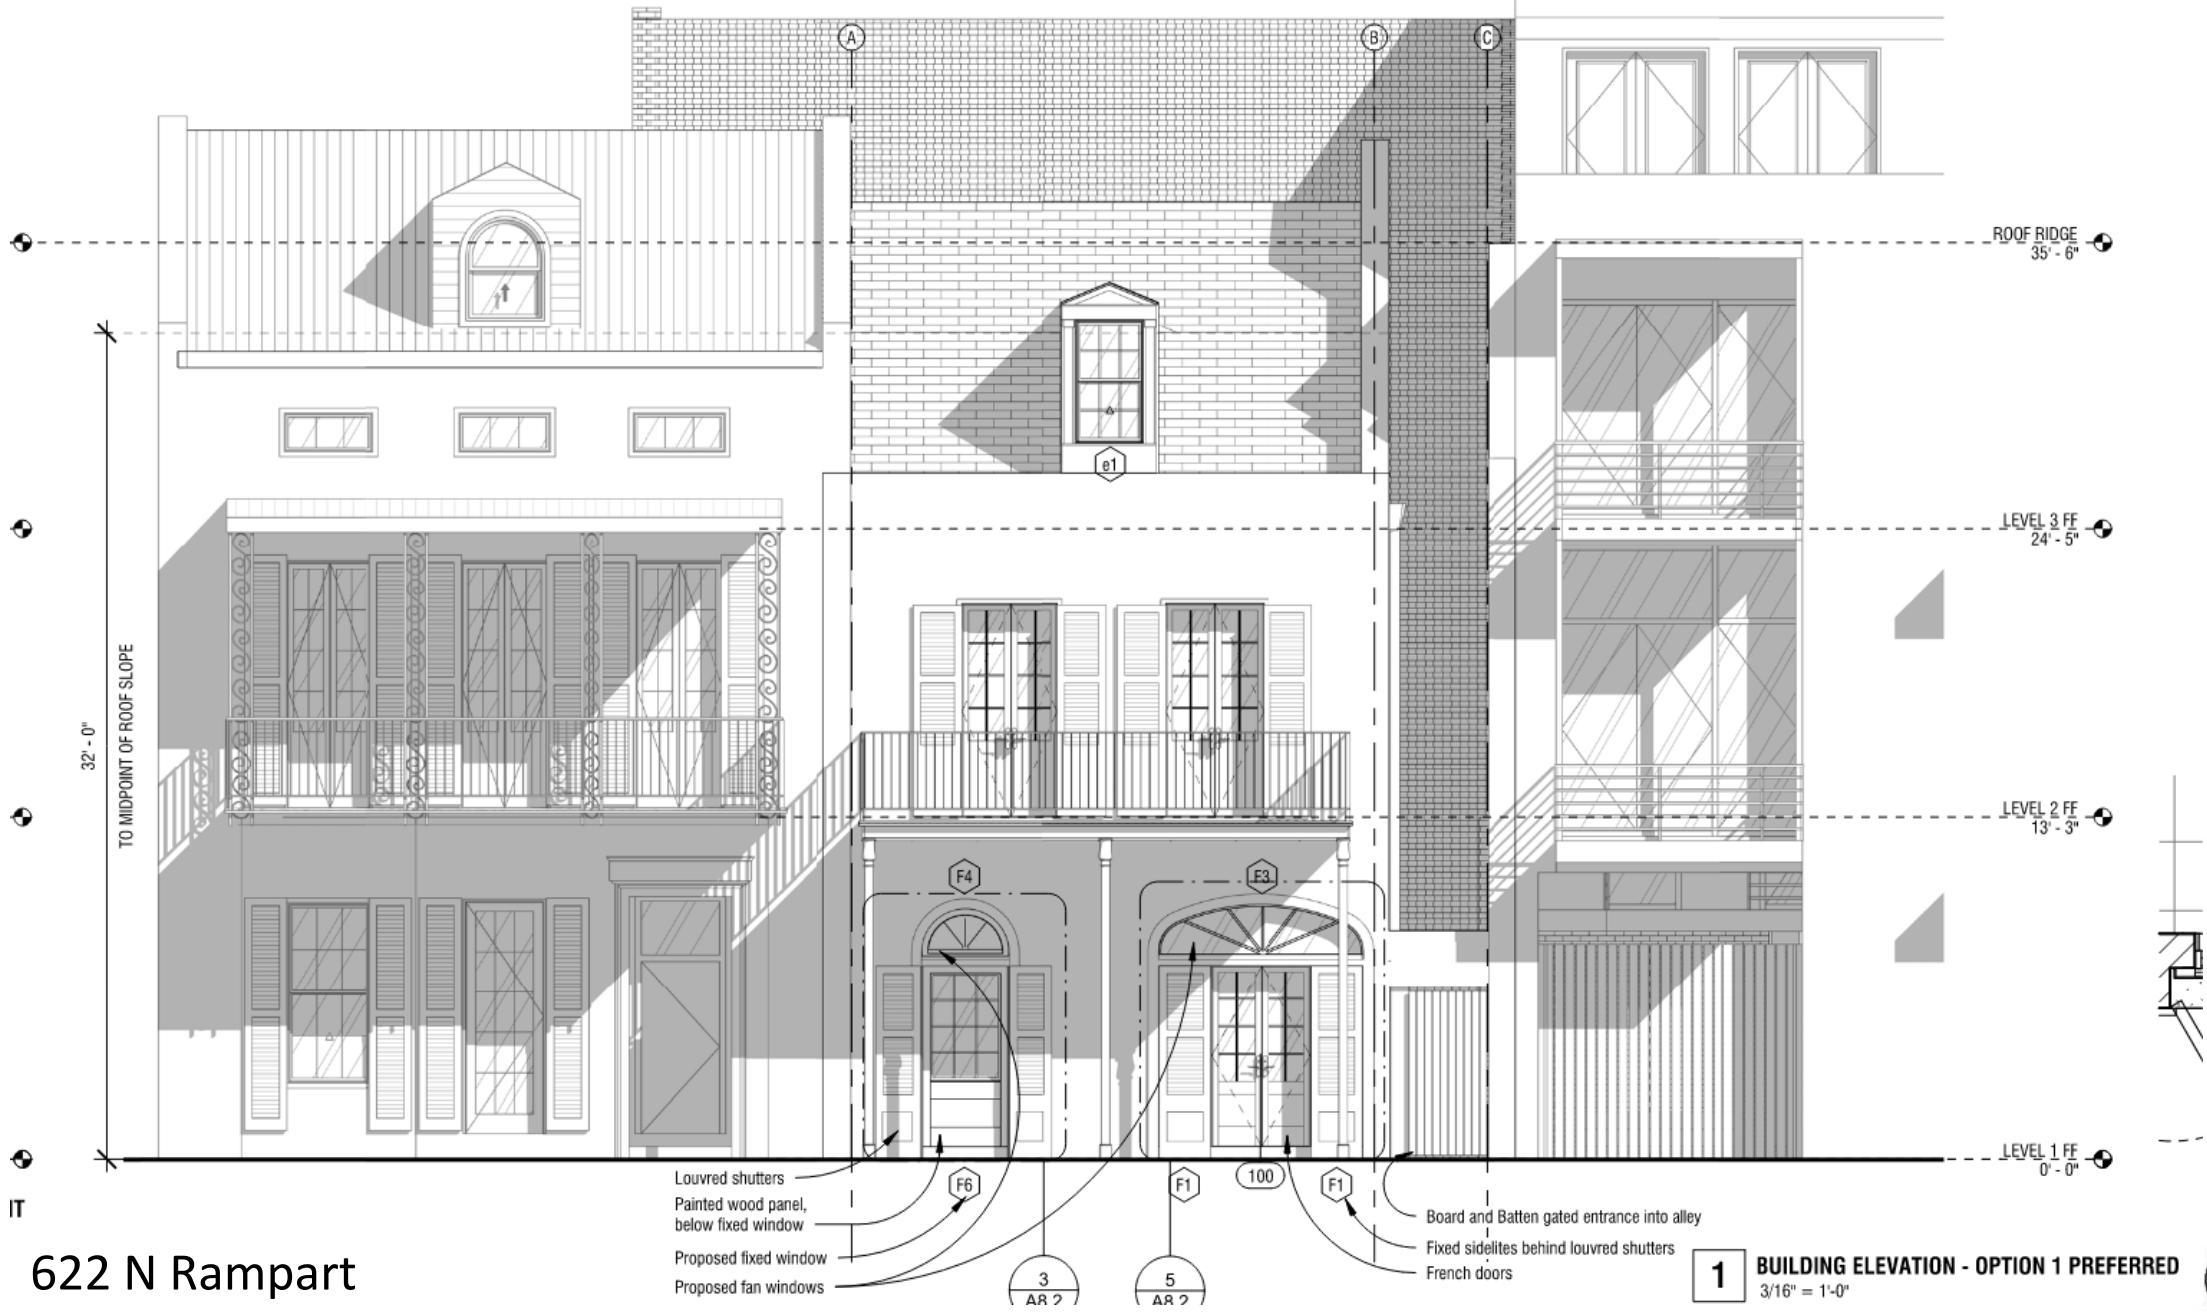 A
B
C
ROOF RIDGE
35' - 6"
e1
LEVEL 3 FF
24' - 5"
32' - 0"
TO MIDPOINT OF ROOF SLOPE
LEVEL 2 FF
13' - 3"
F4
F3
LEVEL 1 FF
0' - 0"
Louvred shutters
F6
F1
100
F1
Painted wood panel,
below fixed window
Board and Batten gated entrance into alley
Proposed fixed window
Fixed sidelites behind louvred shutters
Proposed fan windows
French doors
3
A8.2
5
A8.2
IT
622 N Rampart
1
BUILDING ELEVATION - OPTION 1 PREFERRED
3/16" = 1'-0"